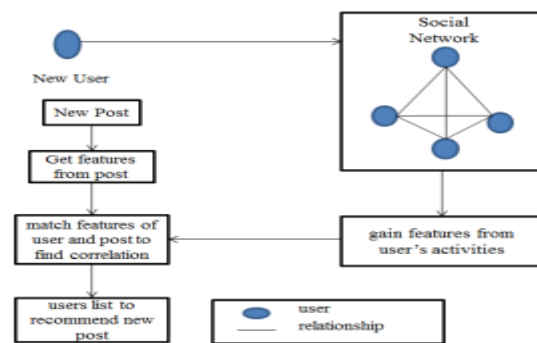 Social
Network
New User
New Post
Get features
from post
match features of
user and post to
find correlation
gain features from
user's activities
users list to
recommend new
post
user
relationship